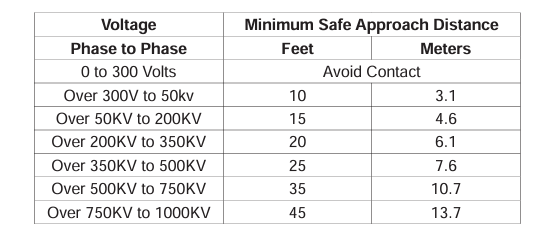 Voltage Minimum Safe Approach Distance
Phase to Phase Feet Meters
0 to 300 Volts Avoid Contact
Over 300V to 50kv 10 3.1
Over 50KV to 200KV 15 4.6
Over 200KV to 350KV 20 6.1
Over 350KV to 500KV 25 7.6
Over 500KV to 750KV 35 10.7
Over 750KV to 1000KV 45 13.7